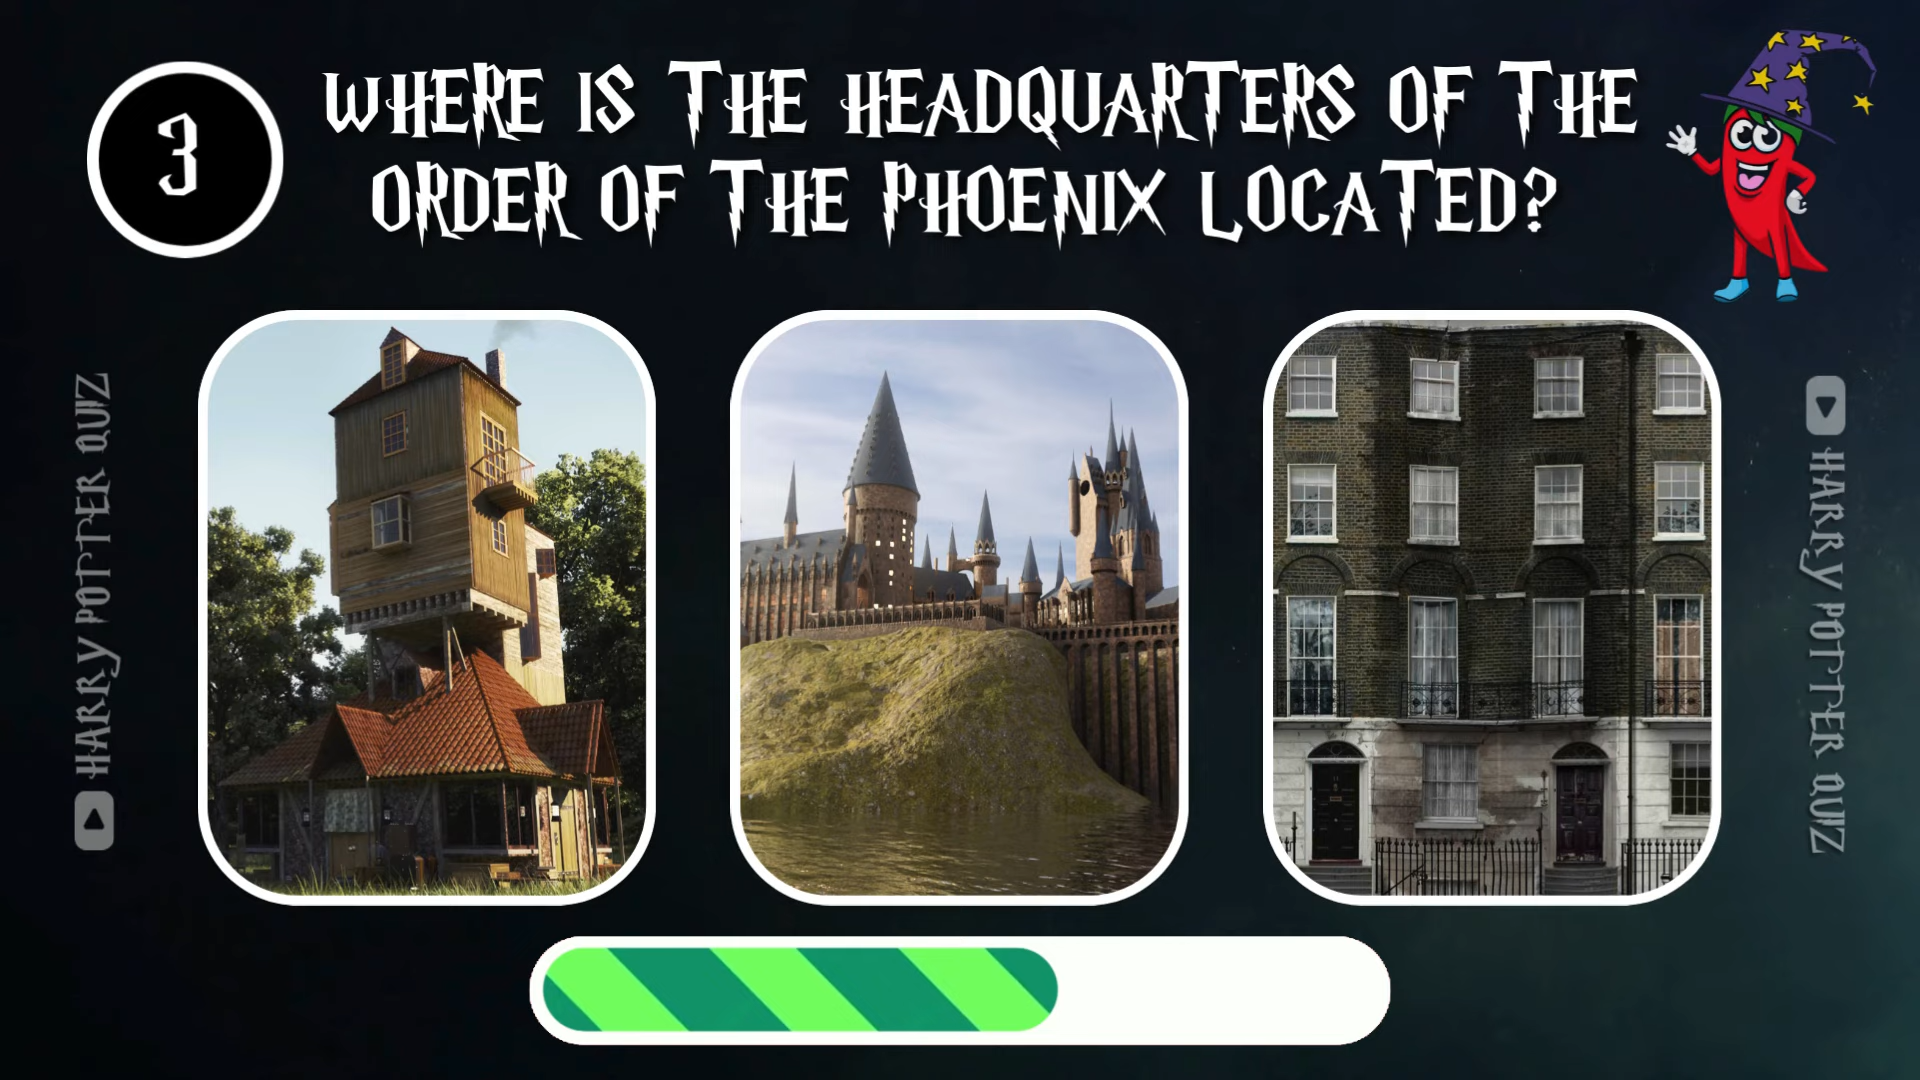 3
WHERE IS THE HEADQUARTERS OF THE
ORDER OF THE PHOENIX LOCATED?
HARRY POTTER QUIZ
HARRY POTTER QUIZ